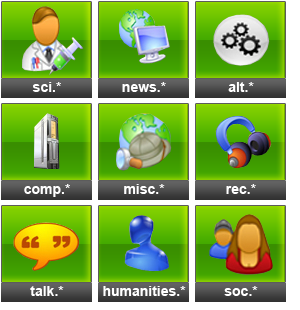 sci.* news.* alt.*
comp.* misc.* rec.*
talk.* humanities.* soc.*